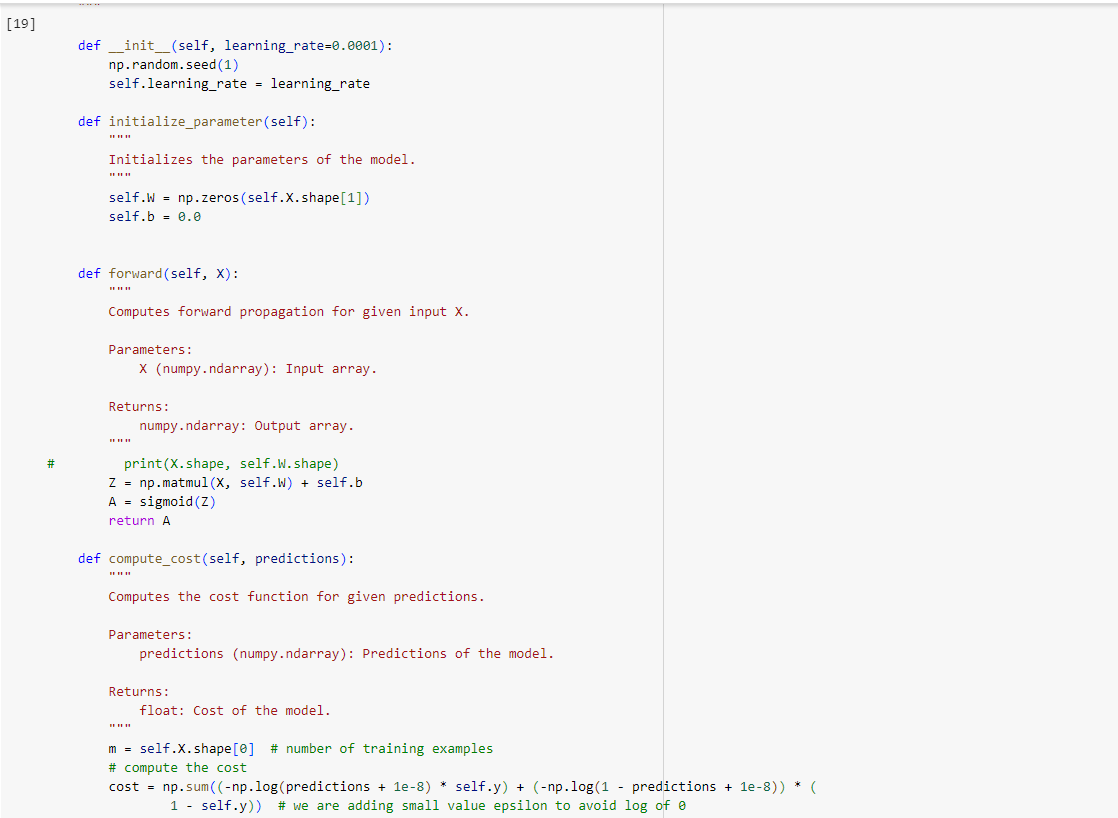 [19]
def __init__(self, learning_rate=0.0001):
np.random.seed(1)
self.learning_rate = learning_rate
def initialize_parameter(self):
"""
Initializes the parameters of the model.
"""
self.W = np.zeros(self.X.shape[1])
self.b = 0.0
def forward(self, X):
"""
Computes forward propagation for given input X.
Parameters:
X (numpy.ndarray): Input array.
Returns:
numpy.ndarray: Output array.
"""
# print(X.shape, self.W.shape)
Z = np.matmul(X, self.W) + self.b
A = sigmoid(Z)
return A
def compute_cost(self, predictions):
"""
Computes the cost function for given predictions.
Parameters:
predictions (numpy.ndarray): Predictions of the model.
Returns:
float: Cost of the model.
"""
m = self.X.shape[0]  # number of training examples
# compute the cost
cost = np.sum((-np.log(predictions + 1e-8) * self.y) + (-np.log(1 - predictions + 1e-8)) * (
1 - self.y))  # we are adding small value epsilon to avoid log of 0